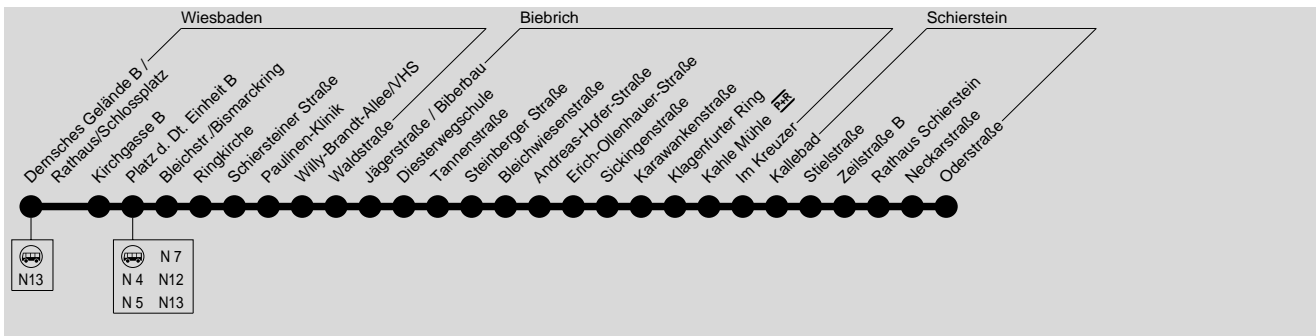 Wiesbaden
Biebrich
Schierstein
Dernsches Gelände B /
Rathaus/Schlossplatz
Kirchgasse B
Platz d. Dt. Einheit B
Bleichstr./Bismarckring
Ringkirche
Schiersteiner Straße
Paulinen-Klinik
Willy-Brandt-Allee/VHS
Waldstraße
Jägerstraße / Biberbau
Diesterwegschule
Tannenstraße
Steinberger Straße
Bleichwiesenstraße
Andreas-Hofer-Straße
Erich-Ollenhauer-Straße
Sickingenstraße
Karawankenstraße
Klagenfurter Ring
Kahle Mühle P+R
Im Kreuzer
Kallebad
Stielstraße
Zeilstraße B
Rathaus Schierstein
Neckarstraße
Oderstraße
N13
N 7
N 4 N12
N 5 N13